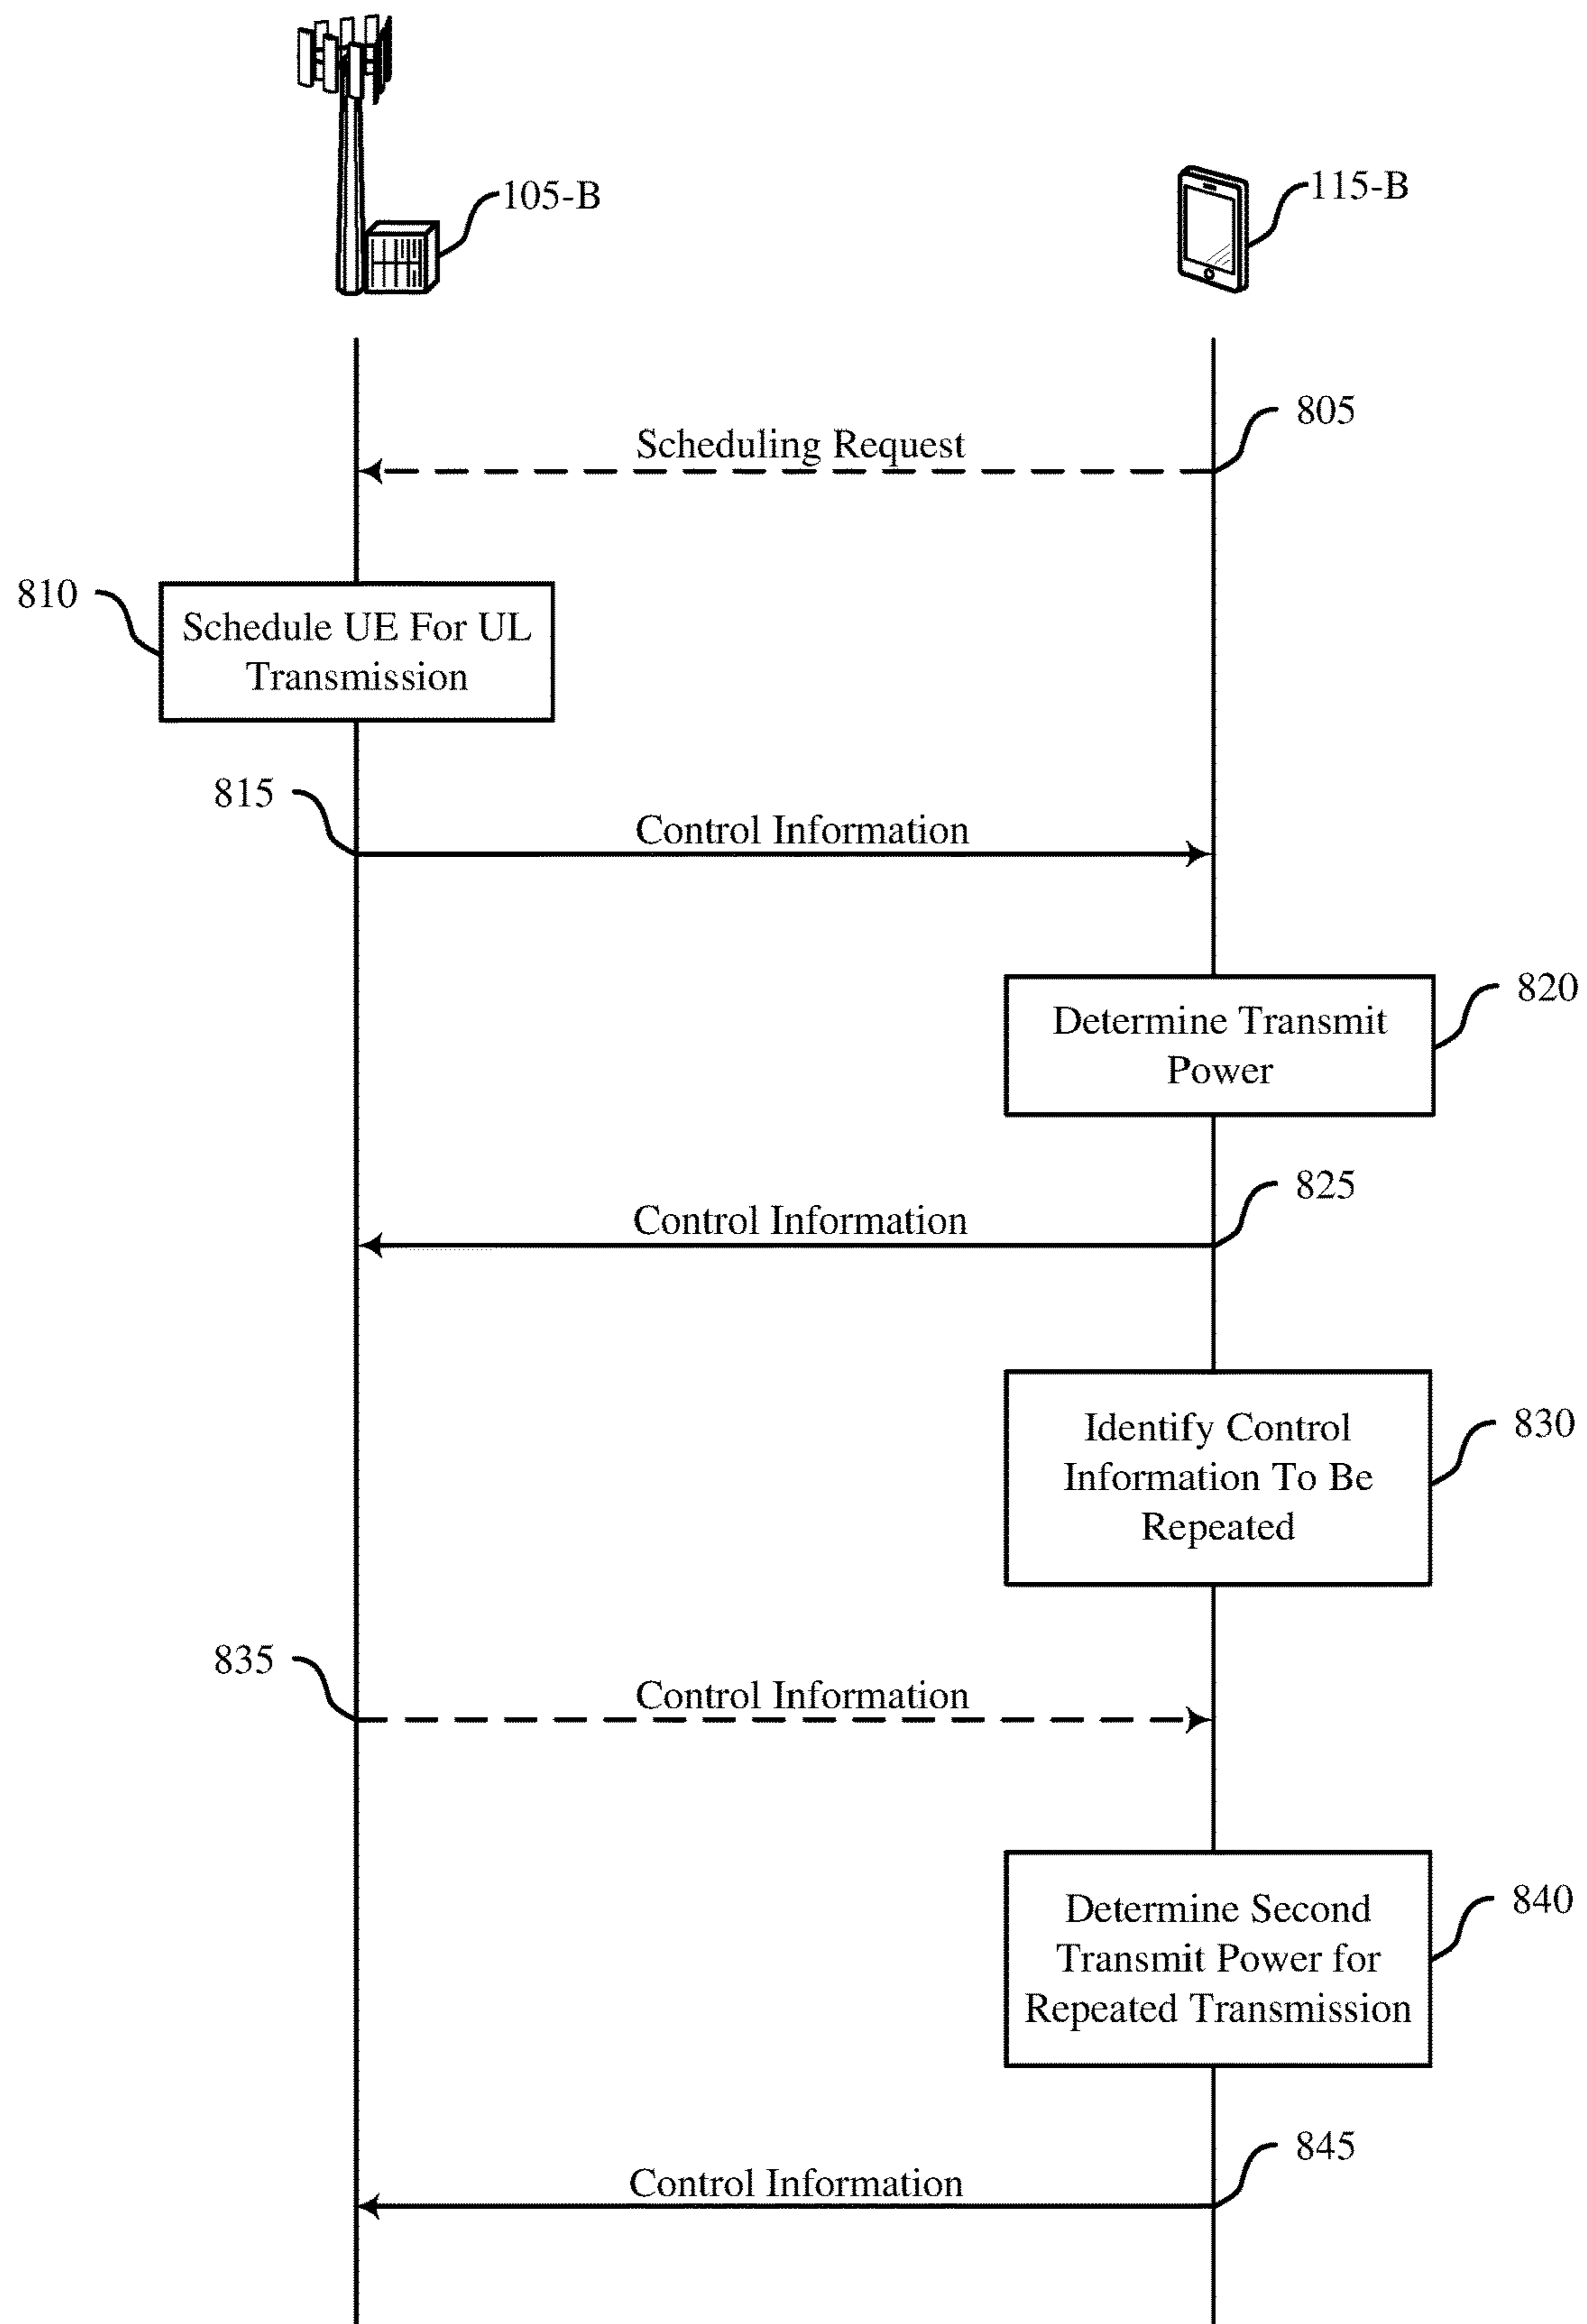 105-B
115-B
805
Scheduling Request
810
Schedule UE For UL
Transmission
815
Control Information
820
Determine Transmit
Power
825
Control Information
830
Identify Control
Information To Be
Repeated
835
Control Information
840
Determine Second
Transmit Power for
Repeated Transmission
845
Control Information